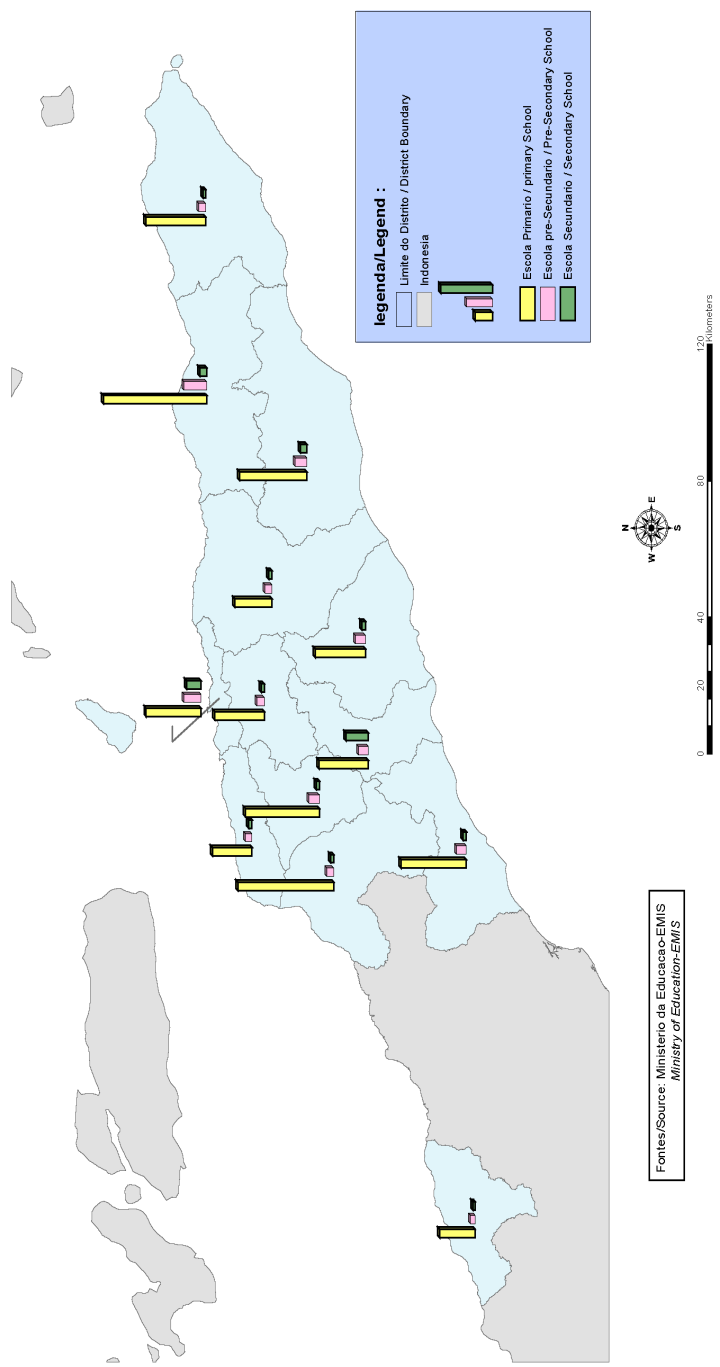 legenda/Legend :
Limite do Distrito / District Boundary
Indonesia
Escola Primario / primary School
Escola pre-Secundario / Pre-Secondary School
Escola Secundario / Secondary School
N
W E
S
0 20 40 80 120
Kilometers
Fontes/Source: Ministerio da Educacao-EMIS
Ministry of Education-EMIS